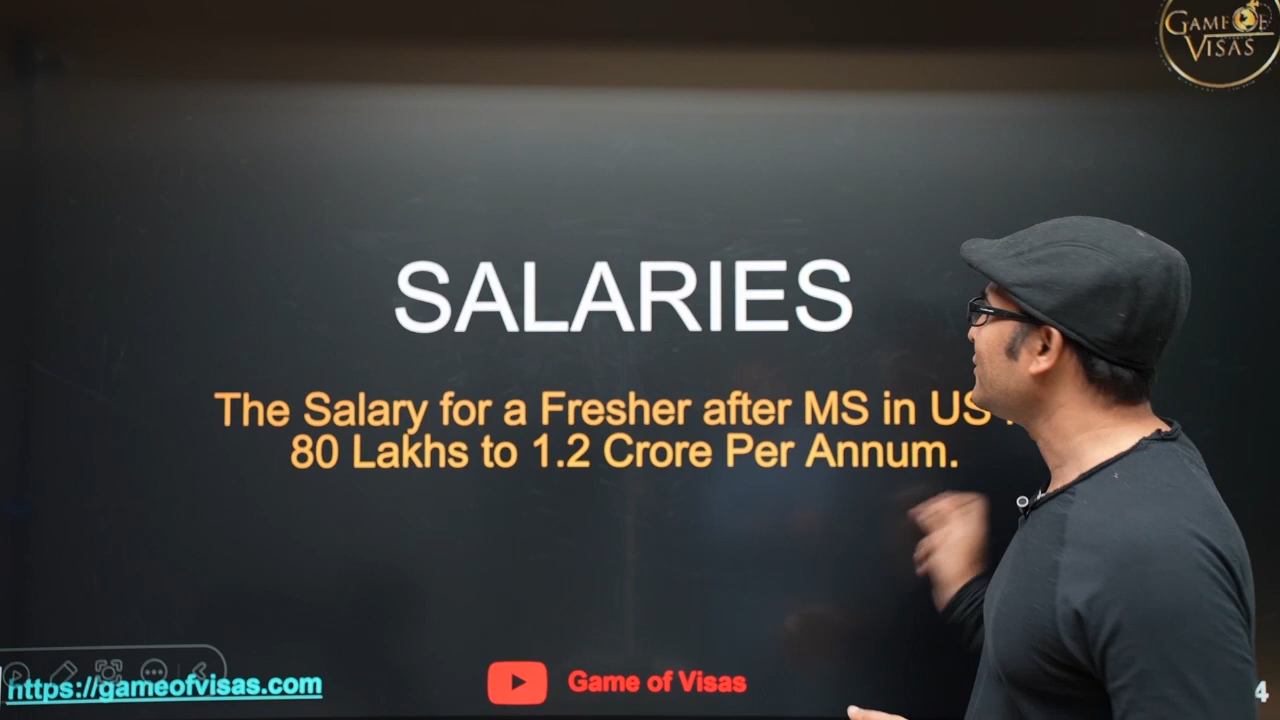 GAME OF
VISAS
SALARIES
The Salary for a Fresher after MS in US
80 Lakhs to 1.2 Crore Per Annum.
https://gameofvisas.com
Game of Visas
4